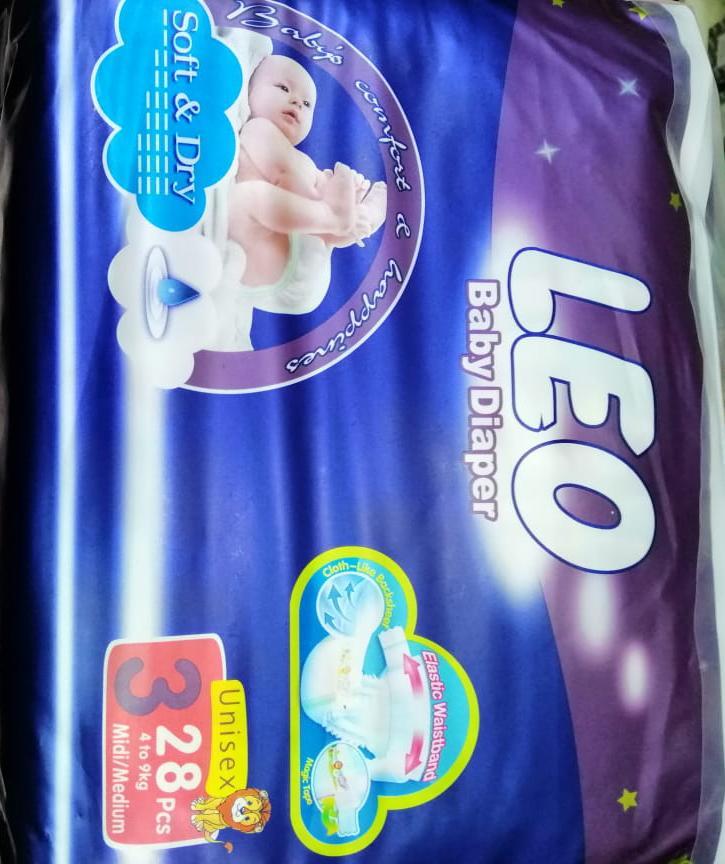 LEO
Baby Diaper
Baby's comfort & happines
Soft & Dry
Cloth-Like Backsheet
Elastic Waistband
Magic Tape
Unisex
3
28 Pcs
4 to 9kg
Midi/Medium